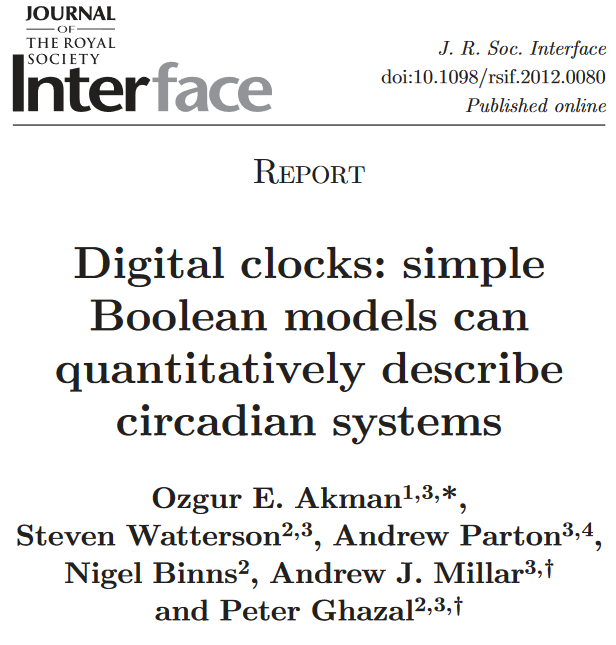 JOURNAL
OF
THE ROYAL
SOCIETY
Interface
J. R. Soc. Interface
doi:10.1098/rsif.2012.0080
Published online
REPORT
Digital clocks: simple
Boolean models can
quantitatively describe
circadian systems
Ozgur E. Akman1,3,*,
Steven Watterson2,3, Andrew Parton3,4,
Nigel Binns2, Andrew J. Millar3,†
and Peter Ghazal2,3,†